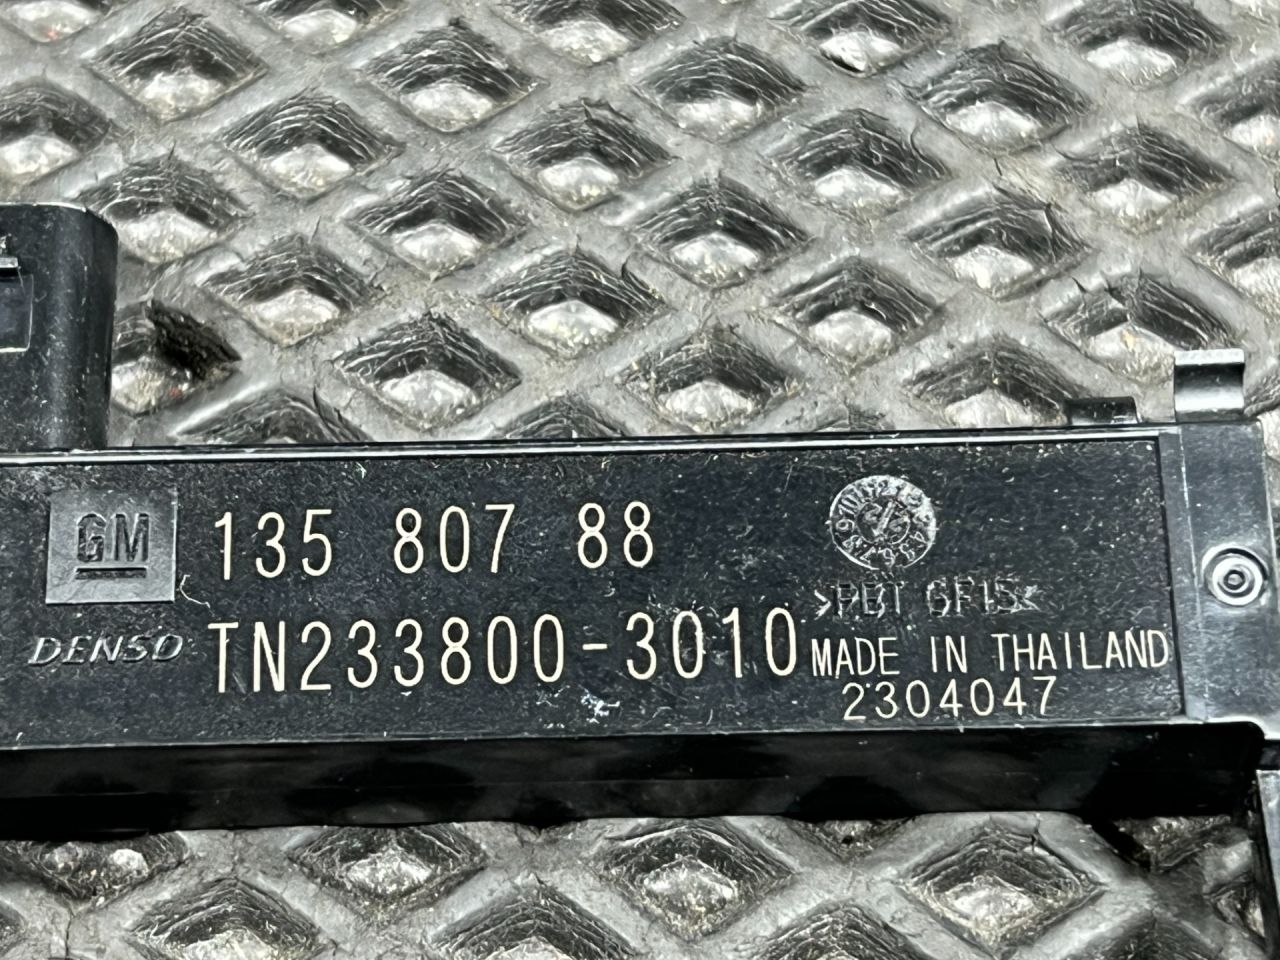 GM 135 807 88
DENSO TN233800-3010
>PBT GF15<
MADE IN THAILAND
2304047